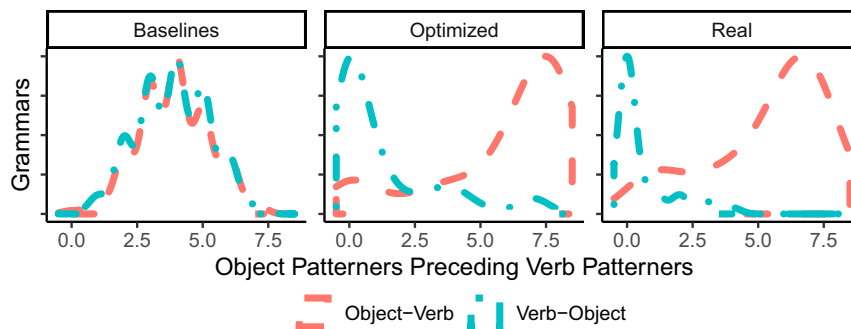 Baselines Optimized Real
Grammars
0.0 2.5 5.0 7.5 0.0 2.5 5.0 7.5 0.0 2.5 5.0 7.5
Object Patterners Preceding Verb Patterners
Object−Verb Verb−Object